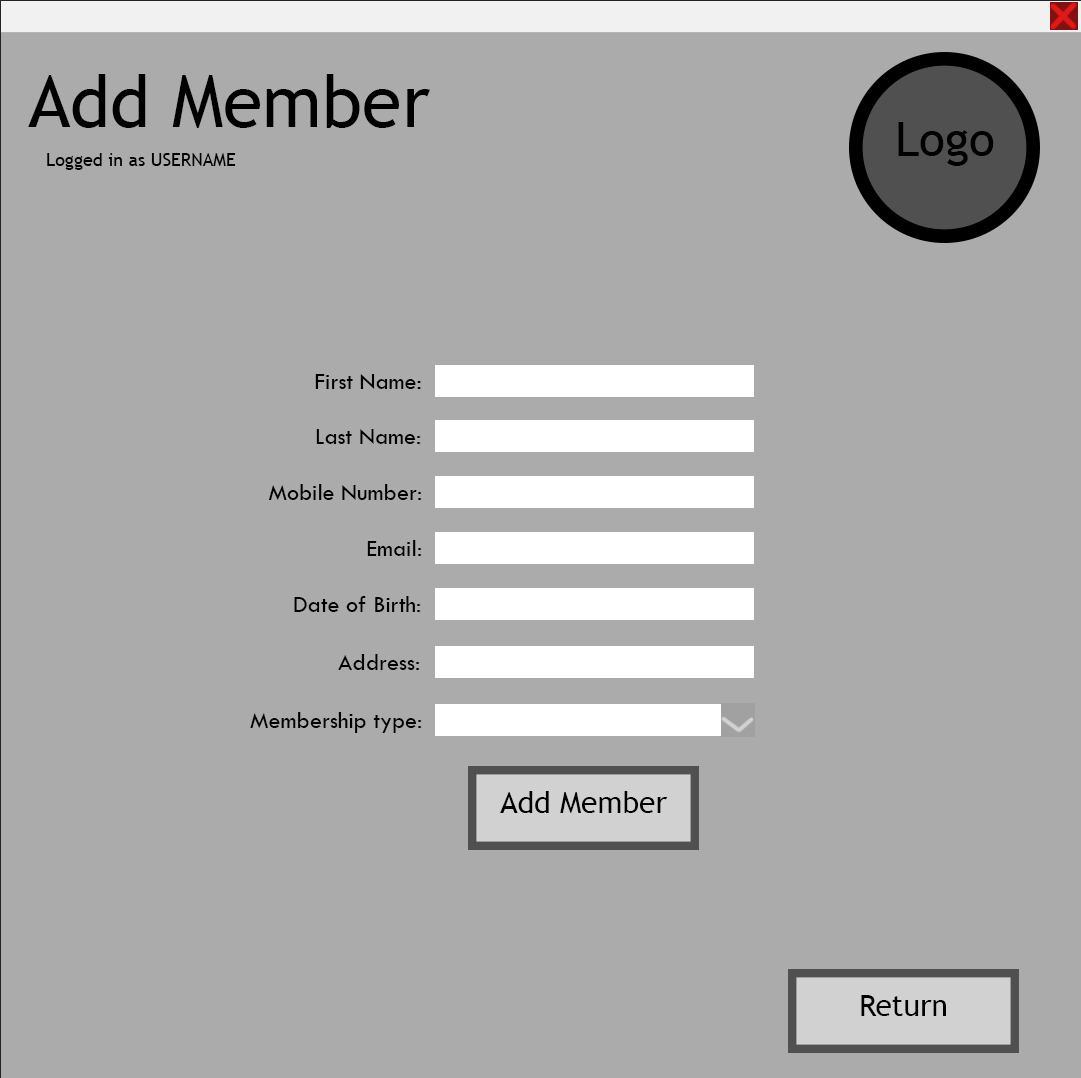 Add Member
Logged in as USERNAME
Logo
First Name:
Last Name:
Mobile Number:
Email:
Date of Birth:
Address:
Membership type:
Add Member
Return